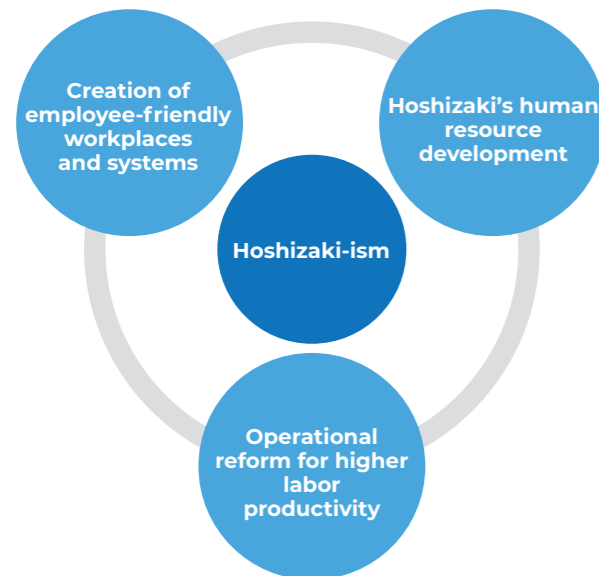 Creation of
employee-friendly
workplaces
and systems
Hoshizaki's human
resource
development
Hoshizaki-ism
Operational
reform for higher
labor
productivity